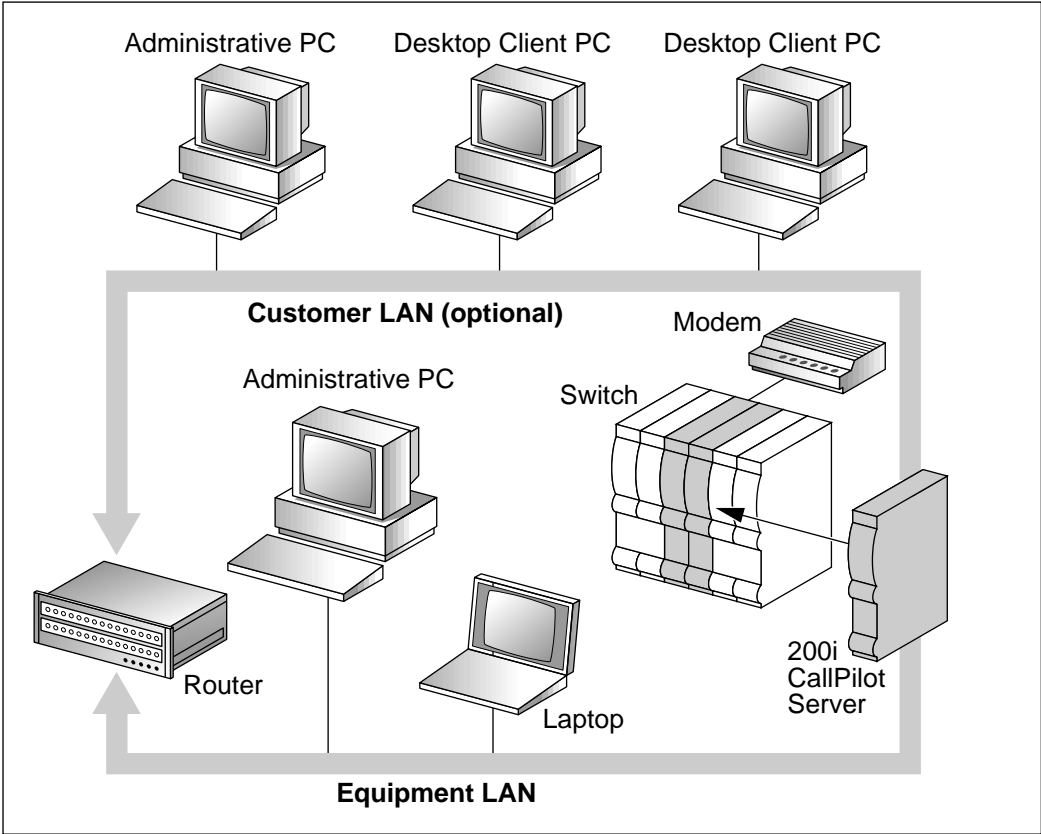 Administrative PC
Desktop Client PC
Desktop Client PC
Customer LAN (optional)
Modem
Administrative PC
Switch
200i
CallPilot
Server
Router
Laptop
Equipment LAN